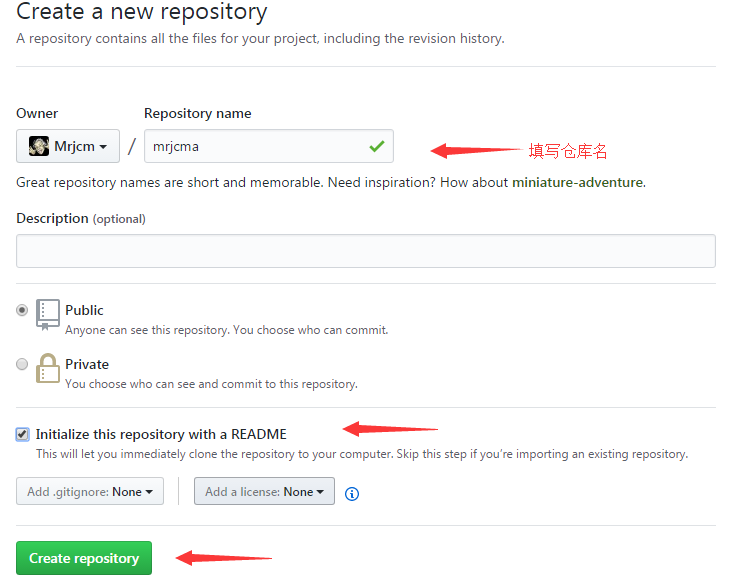 Create a new repository
A repository contains all the files for your project, including the revision history.
Owner
Repository name
Mrjcm / mrjcma
填写仓库名
Great repository names are short and memorable. Need inspiration? How about miniature-adventure.
Description (optional)
Public
Anyone can see this repository. You choose who can commit.
Private
You choose who can see and commit to this repository.
Initialize this repository with a README
This will let you immediately clone the repository to your computer. Skip this step if you're importing an existing repository.
Add .gitignore: None
Add a license: None
Create repository